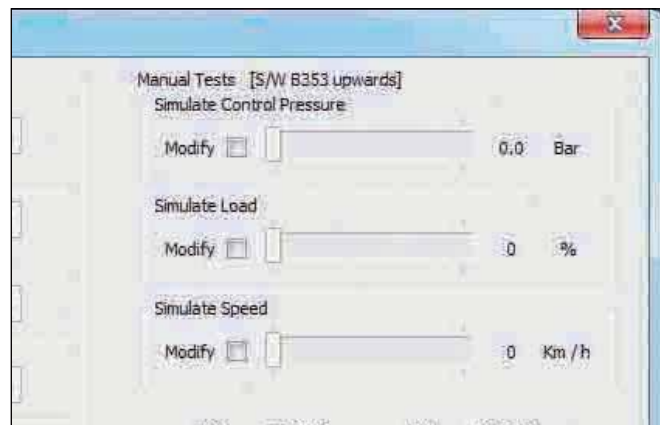 Manual Tests [S/W B353 upwards]
Simulate Control Pressure
Modify 0.0 Bar
Simulate Load
Modify 0 %
Simulate Speed
Modify 0 Km / h